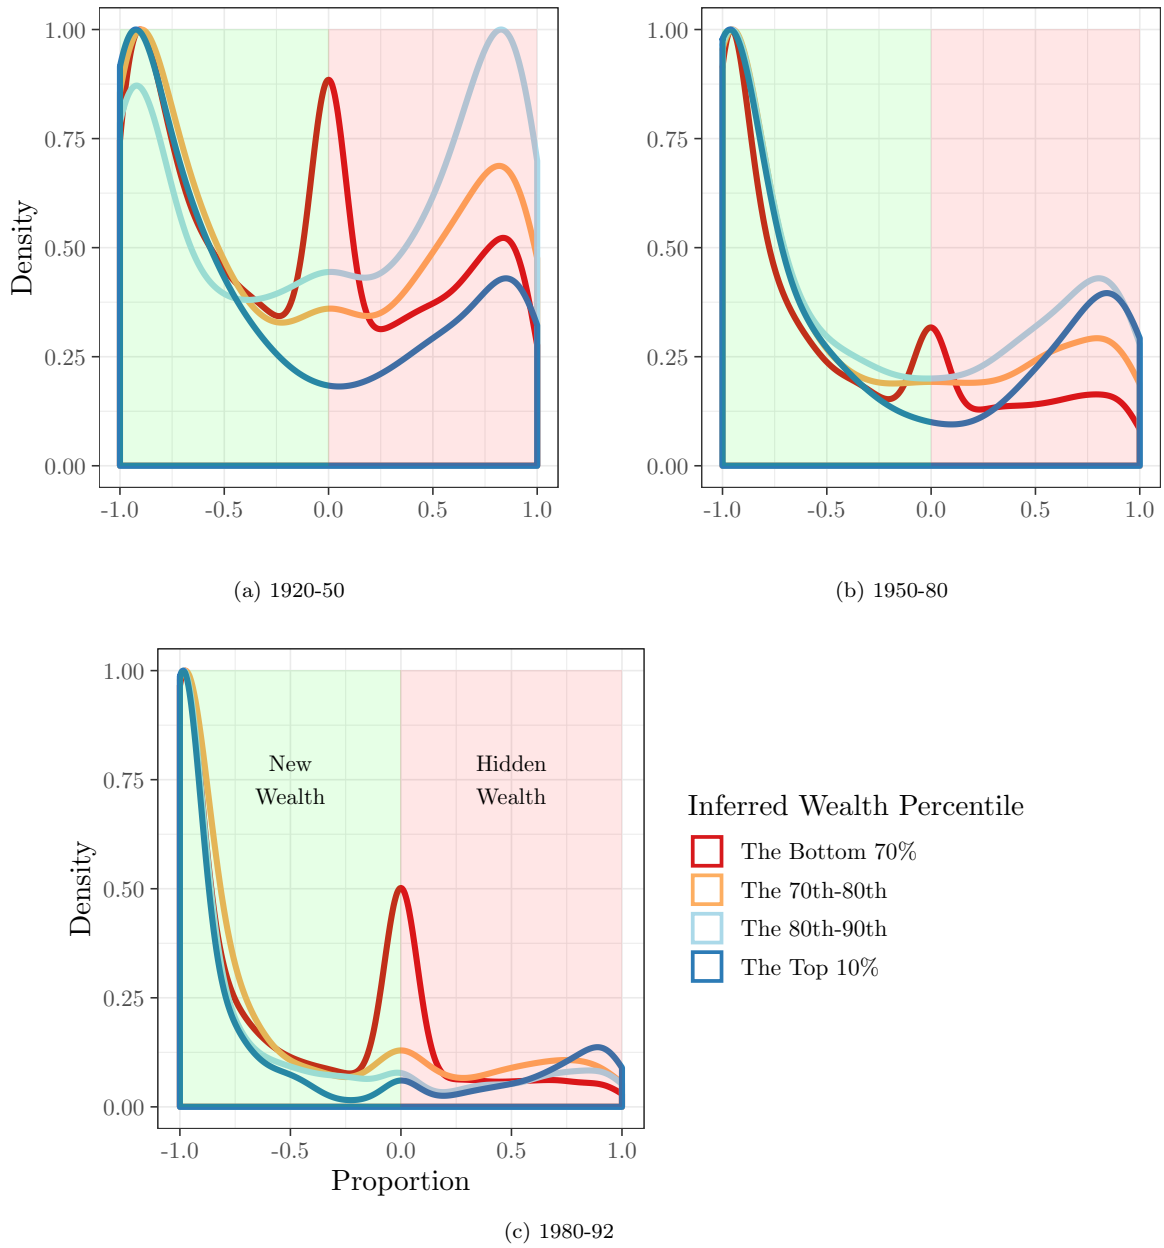 1.00
0.75
0.50
0.25
0.00
Density
-1.0 -0.5 0.0 0.5 1.0
(a) 1920-50
1.00
0.75
0.50
0.25
0.00
-1.0 -0.5 0.0 0.5 1.0
(b) 1950-80
1.00
0.75
0.50
0.25
0.00
Density
New
Wealth
Hidden
Wealth
-1.0 -0.5 0.0 0.5 1.0
Proportion
Inferred Wealth Percentile
The Bottom 70%
The 70th-80th
The 80th-90th
The Top 10%
(c) 1980-92